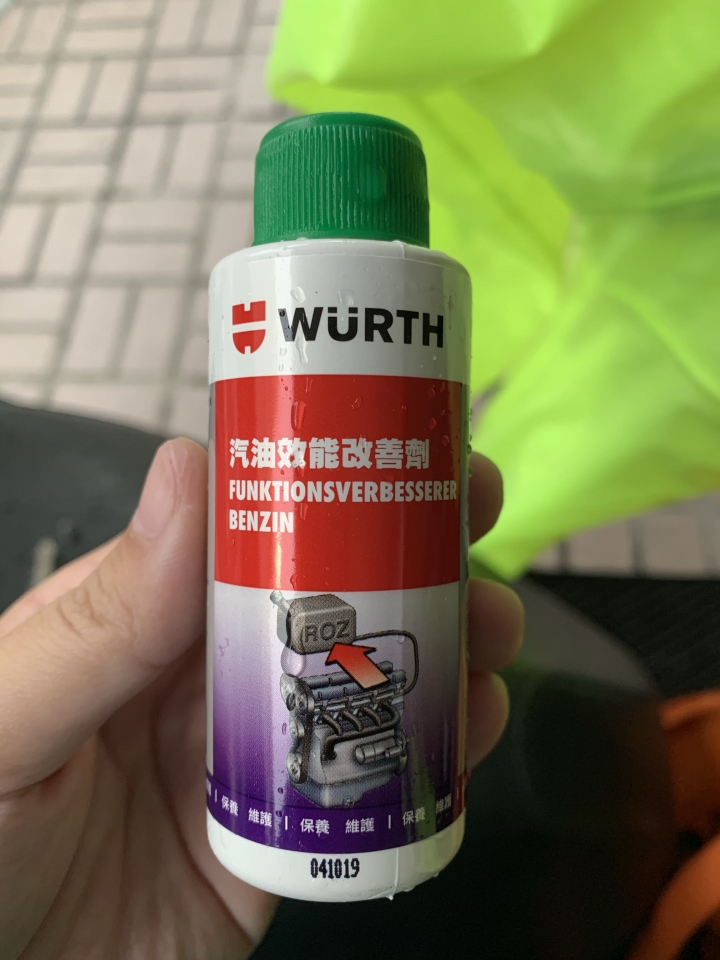 WÜRTH
汽油效能改善劑
FUNKTIONSVERBESSERER
BENZIN
ROZ
護 | 保養 維護 | 保養 維護 | 保養 維護
041019